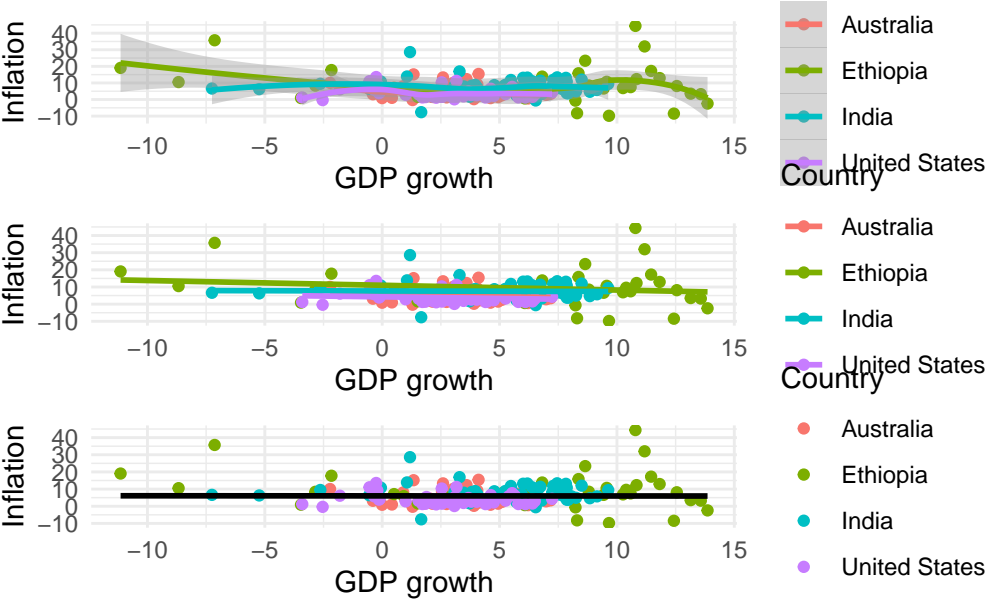 Inflation
40
30
20
10
0
−10
−10
−5
0
5
10
15
GDP growth
Australia
Ethiopia
India
United States
Country
Inflation
40
30
20
10
0
−10
−10
−5
0
5
10
15
GDP growth
Australia
Ethiopia
India
United States
Country
Inflation
40
30
20
10
0
−10
−10
−5
0
5
10
15
GDP growth
Australia
Ethiopia
India
United States